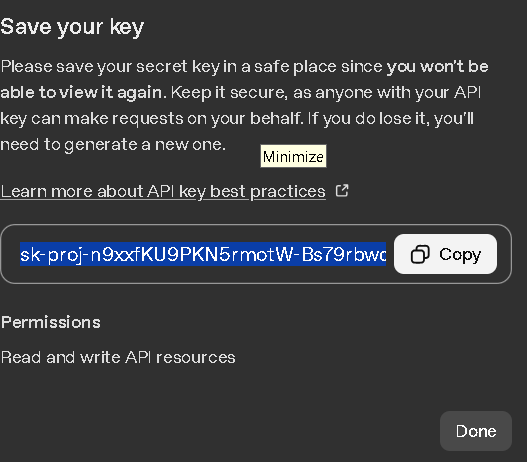 Save your key
Please save your secret key in a safe place since you won't be
able to view it again. Keep it secure, as anyone with your API
key can make requests on your behalf. If you do lose it, you'll
need to generate a new one.
Minimize
Learn more about API key best practices
sk-proj-n9xxfKU9PKN5rmotW-Bs79rbw
Copy
Permissions
Read and write API resources
Done